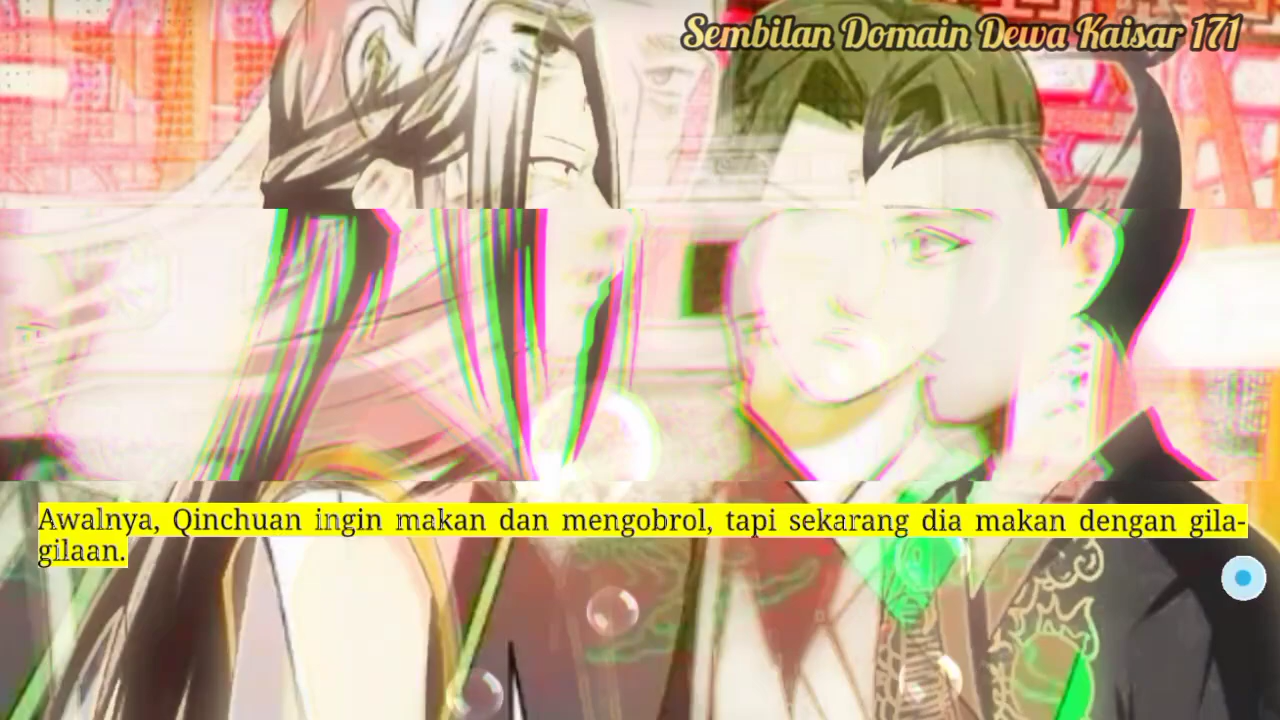 Sembilan Domain Dewa Kaisar 171
Awalnya, Qinchuan ingin makan dan mengobrol, tapi sekarang dia makan dengan gila-
gilaan.